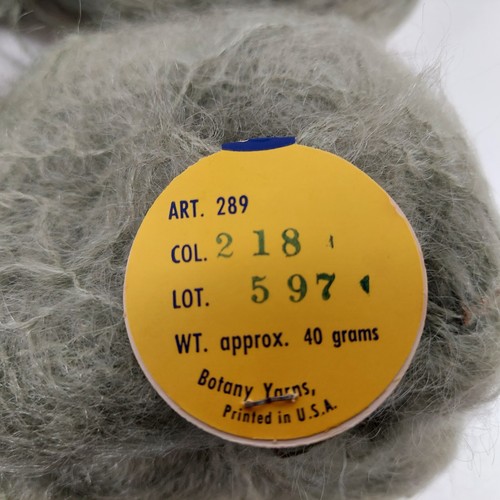 ART. 289
COL. 218
LOT. 597
WT. approx. 40 grams
Botany Yarns,
Printed in U.S.A.